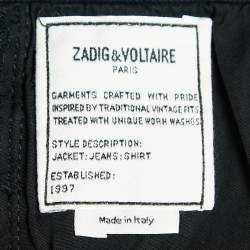 ZADIG&VOLTAIRE
PARIS
GARMENTS CRAFTED WITH PRIDE
INSPIRED BY TRADITIONAL VINTAGE FITS
TREATED WITH UNIQUE WORN WASHES
STYLE DESCRIPTION:
JACKET:JEANS:SHIRT
ESTABLISHED:
1997
Made in Italy